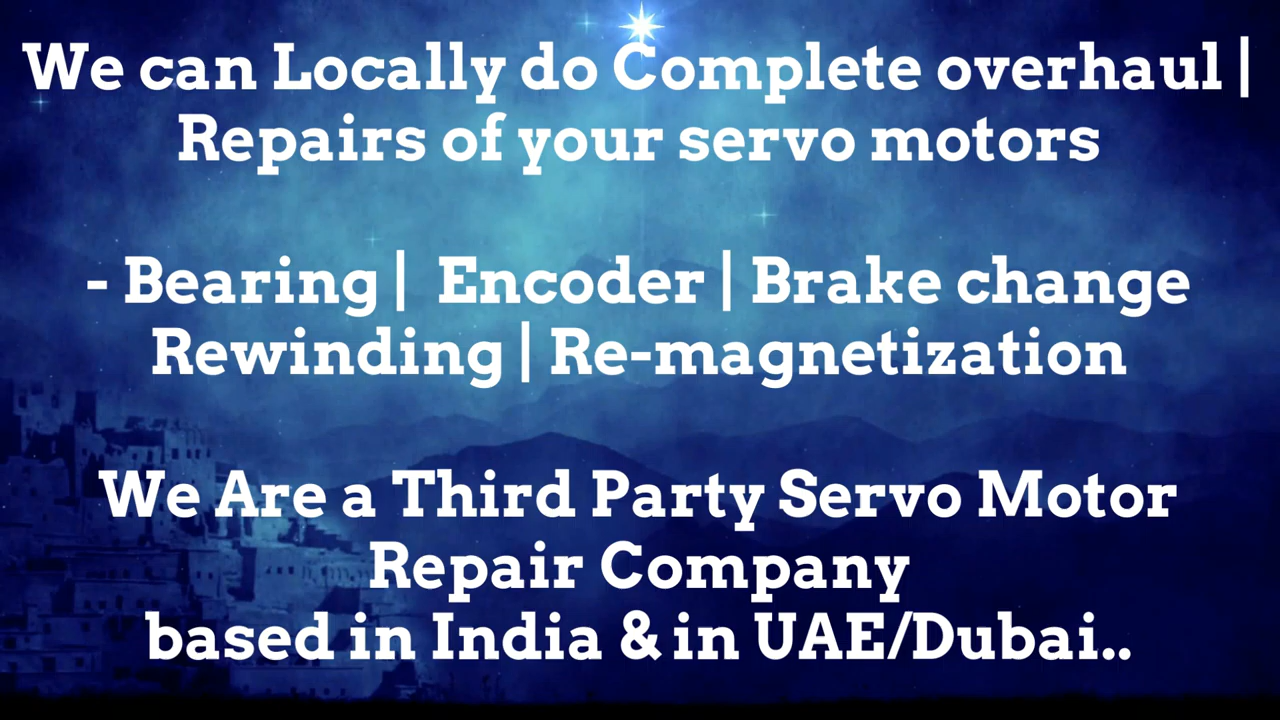 We can Locally do Complete overhaul |
Repairs of your servo motors
- Bearing | Encoder | Brake change
Rewinding | Re-magnetization
We Are a Third Party Servo Motor
Repair Company
based in India & in UAE/Dubai..